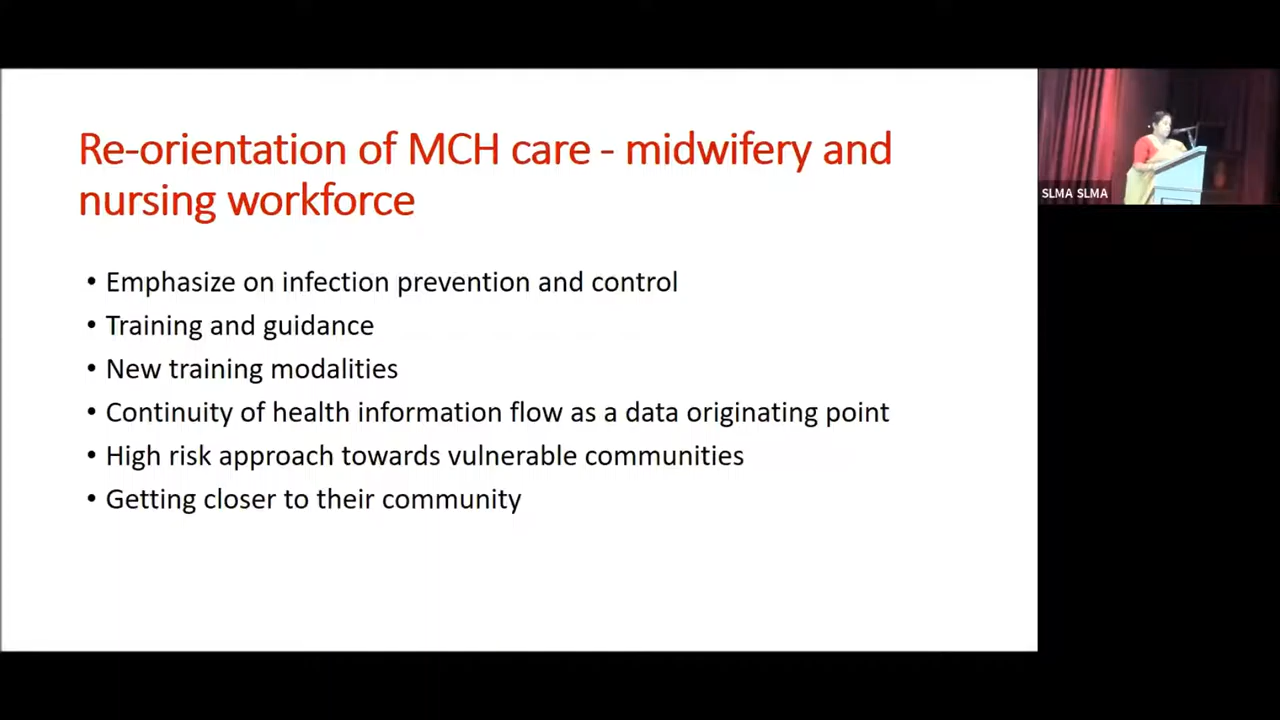 Re-orientation of MCH care - midwifery and
nursing workforce
• Emphasize on infection prevention and control
• Training and guidance
• New training modalities
• Continuity of health information flow as a data originating point
• High risk approach towards vulnerable communities
• Getting closer to their community
SLMA SLMA